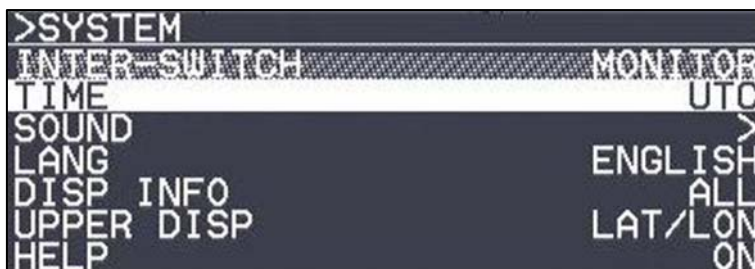 >SYSTEM
INTER-SWITCH MONITOR
TIME UTC
SOUND >
LANG ENGLISH
DISP INFO ALL
UPPER DISP LAT/LON
HELP ON